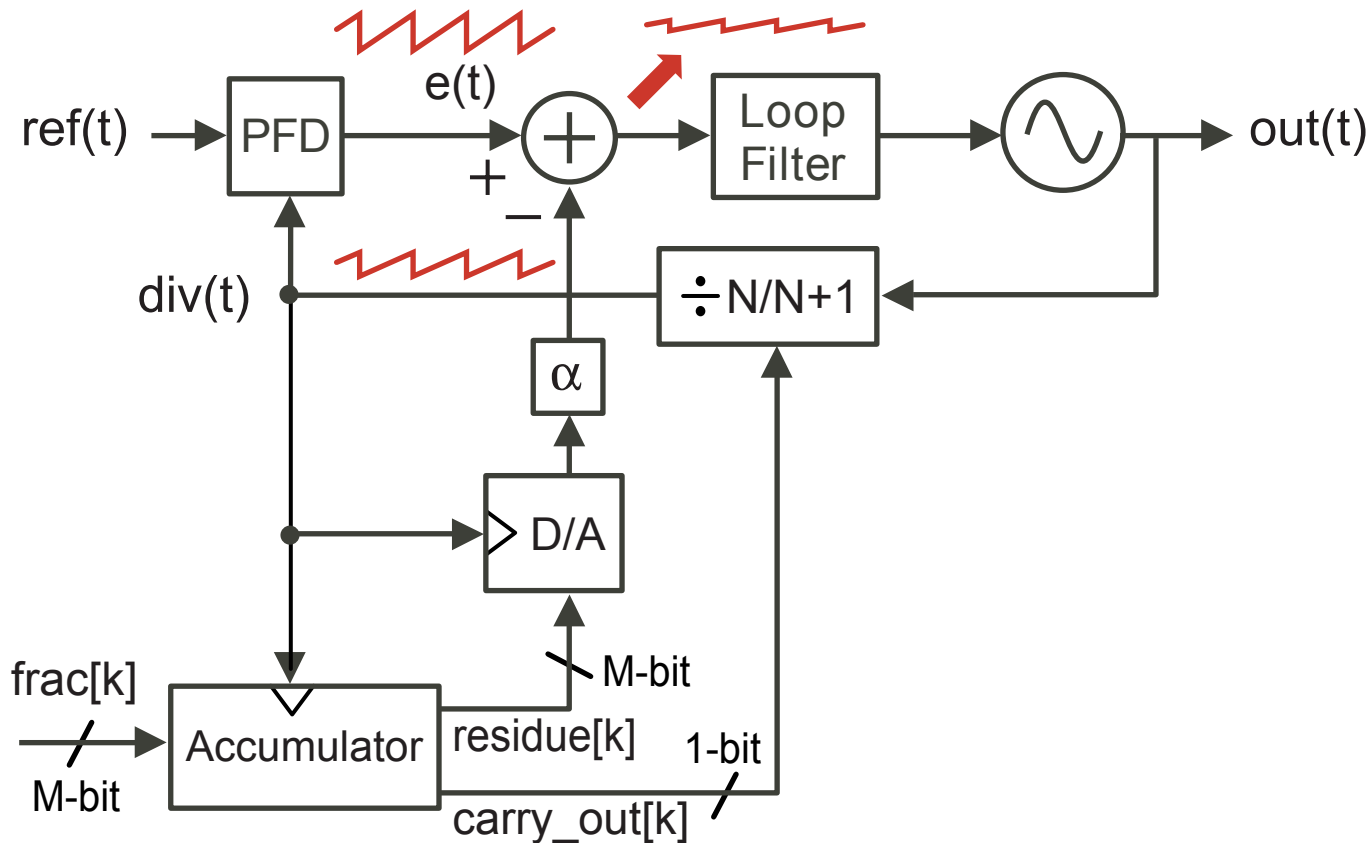 e(t)
ref(t)
PFD
+
Loop
Filter
out(t)
+
−
div(t)
÷ N/N+1
α
D/A
frac[k]
M-bit
Accumulator
residue[k]
M-bit
1-bit
carry_out[k]